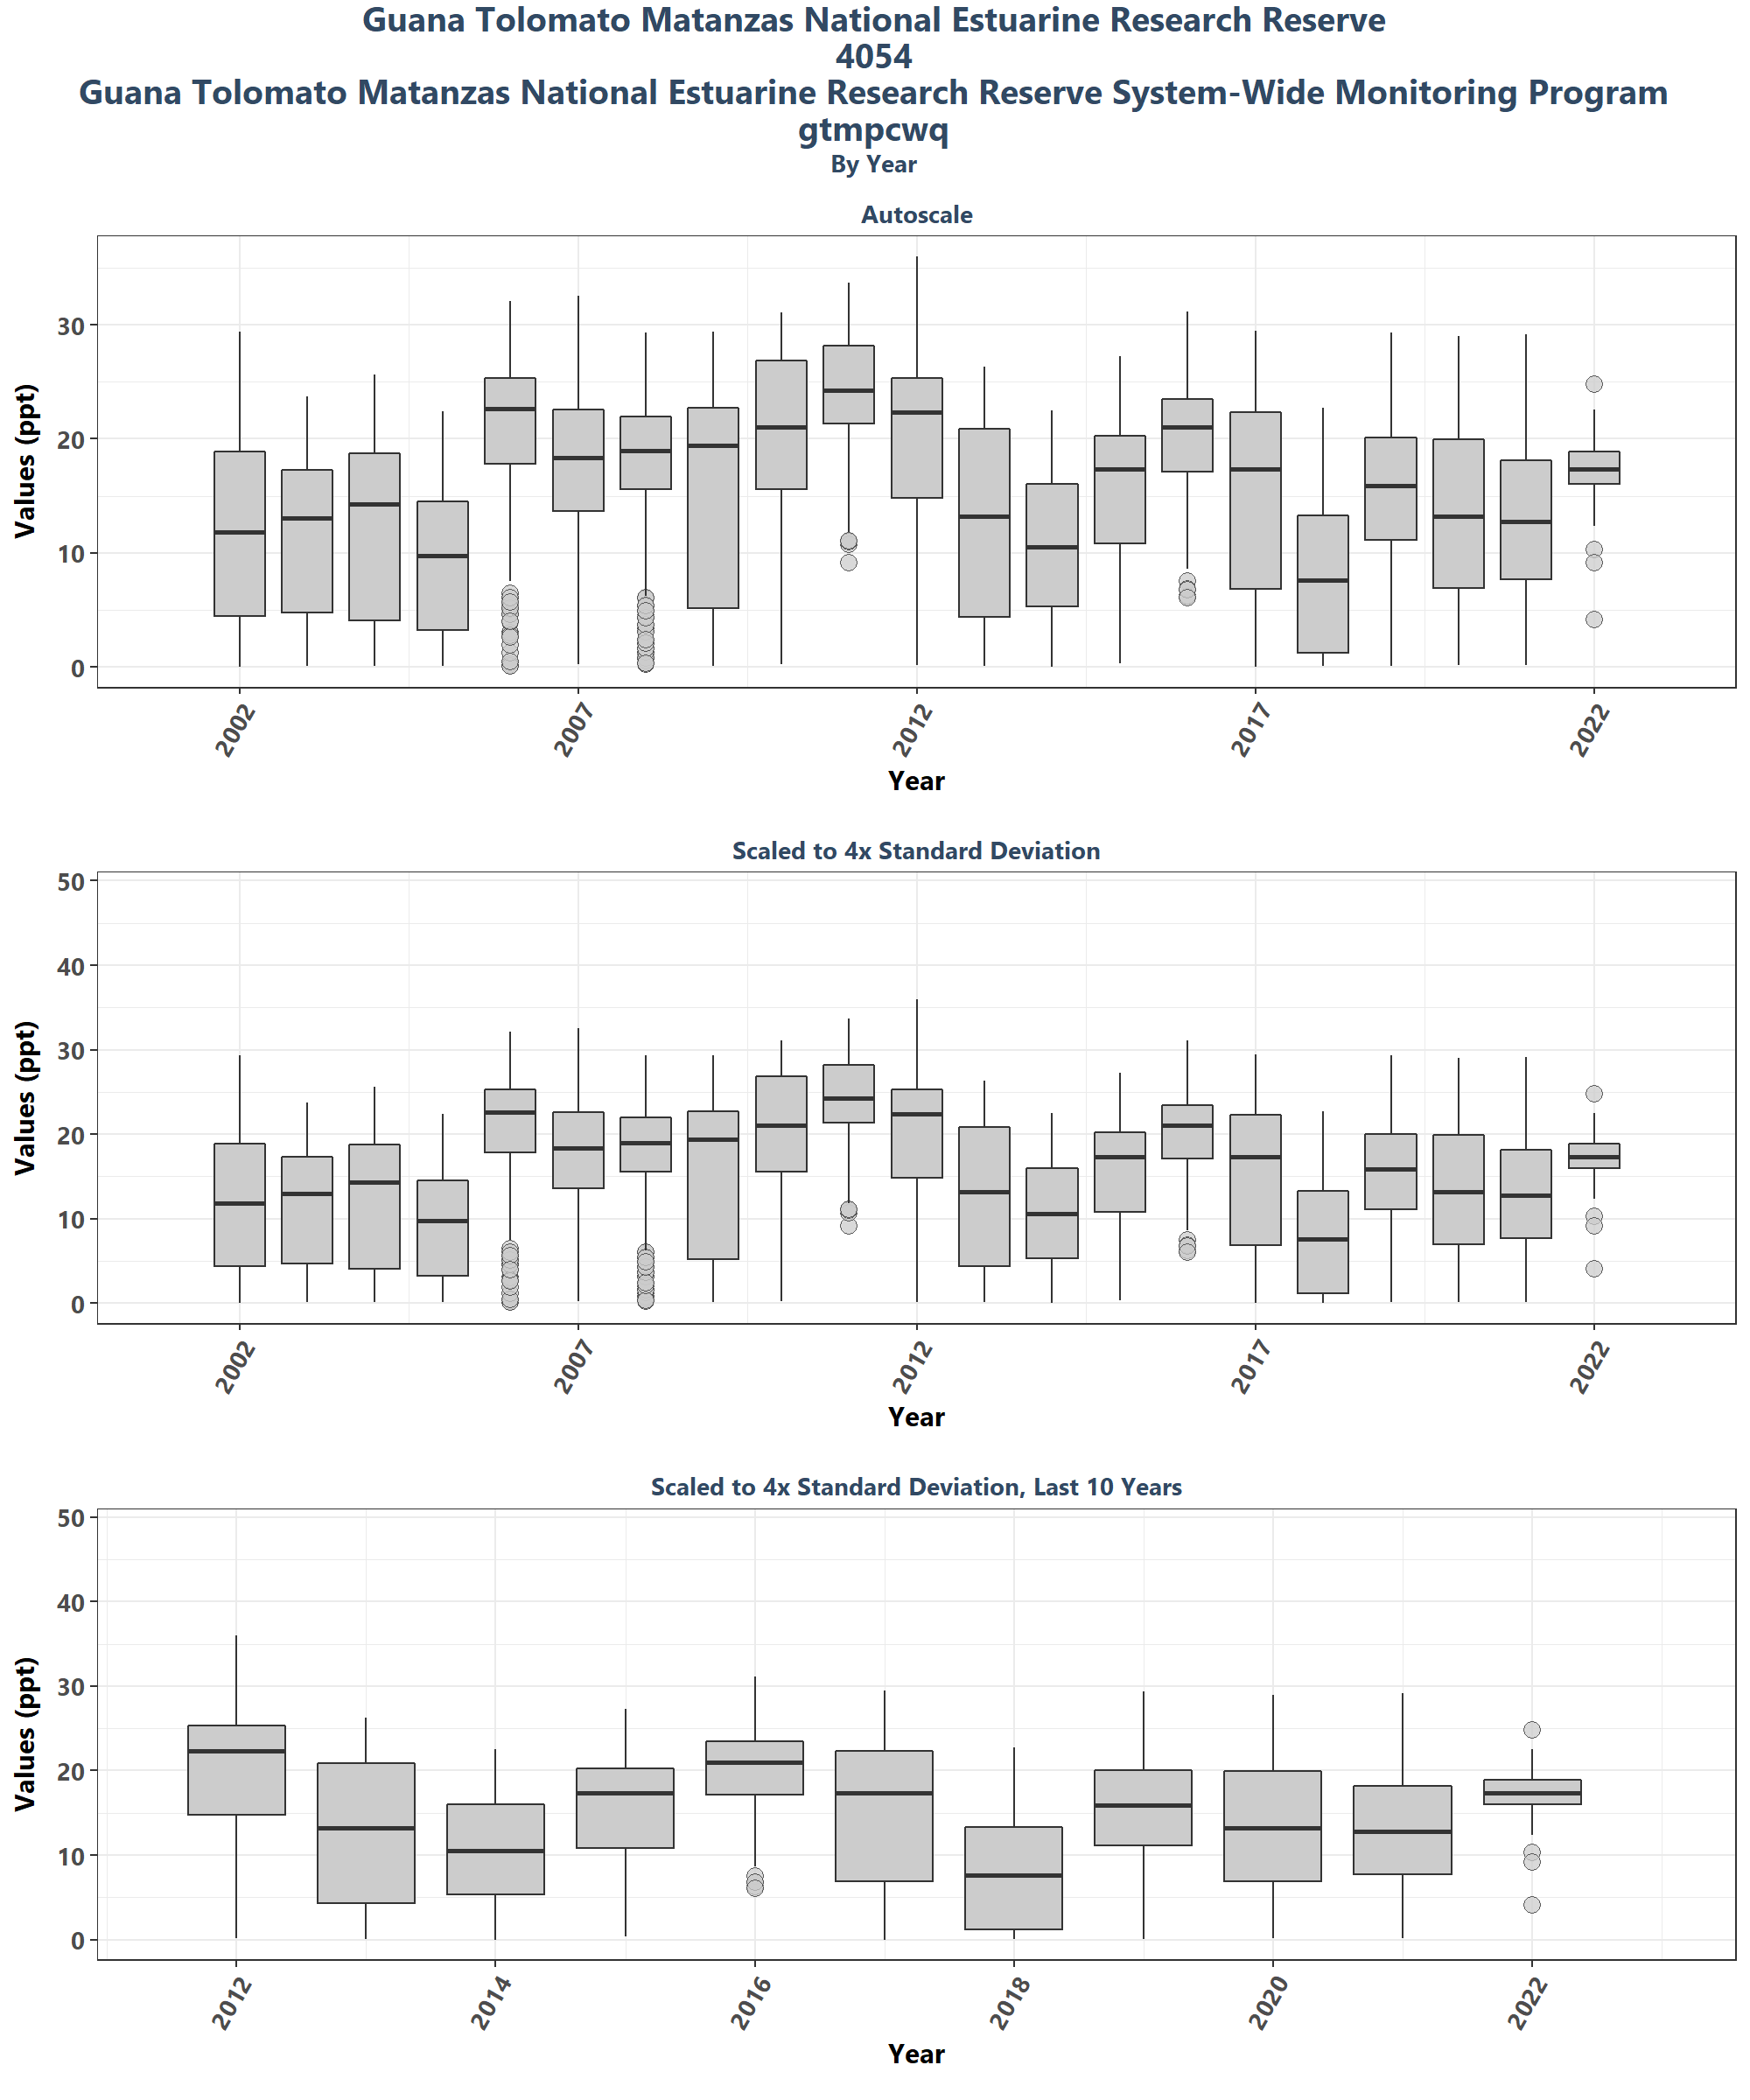 Guana Tolomato Matanzas National Estuarine Research Reserve
4054
Guana Tolomato Matanzas National Estuarine Research Reserve System-Wide Monitoring Program
gtmpcwq
By Year
Autoscale
Values (ppt)
30
20
10
0
2002
2007
2012
2017
2022
Year
Scaled to 4x Standard Deviation
Values (ppt)
50
40
30
20
10
0
2002
2007
2012
2017
2022
Year
Scaled to 4x Standard Deviation, Last 10 Years
Values (ppt)
50
40
30
20
10
0
2012
2014
2016
2018
2020
2022
Year